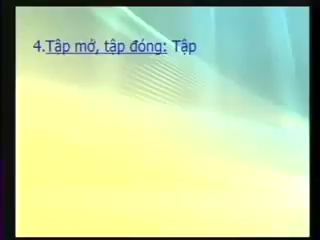 4.Tập mở, tập đóng: Tập